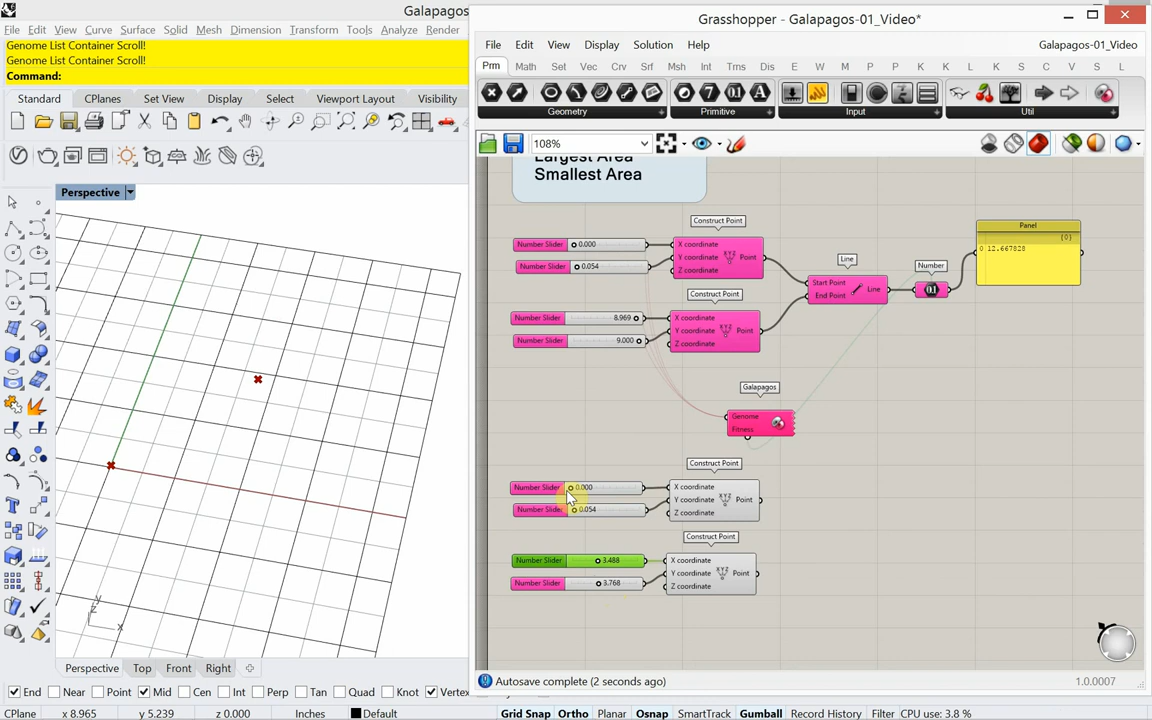 Galapagos
File Edit View Curve Surface Solid Mesh Dimension Transform Tools Analyze Render
Genome List Container Scroll!
Genome List Container Scroll!
Command:
Standard CPlanes Set View Display Select Viewport Layout Visibility
Perspective
z
y
x
Perspective Top Front Right
End Near Point Mid Cen Int Perp Tan Quad Knot Vertex
CPlane x 8.965 y 5.239 z 0.000 Inches Default Grid Snap Ortho Planar Osnap SmartTrack Gumball Record History Filter CPU use: 3.8 %
Grasshopper - Galapagos-01_Video*
File Edit View Display Solution Help
Galapagos-01_Video
Prm Math Set Vec Crv Srf Msh Int Trns Dis E W M P P K K L K S C V S L
Geometry Primitive Input Util
108%
Largest Area
Smallest Area
Construct Point
Number Slider 0.000
Number Slider 0.054
X coordinate
Y coordinate
Z coordinate
Point
Construct Point
Number Slider 8.969
Number Slider 9.000
X coordinate
Y coordinate
Z coordinate
Point
Line
Start Point
End Point
Line
Number
Panel
{0}
0 12.667828
Galapagos
Genome
Fitness
Construct Point
Number Slider 0.000
Number Slider 0.054
X coordinate
Y coordinate
Z coordinate
Point
Construct Point
Number Slider 3.488
Number Slider 3.768
X coordinate
Y coordinate
Z coordinate
Point
Autosave complete (2 seconds ago)
1.0.0007